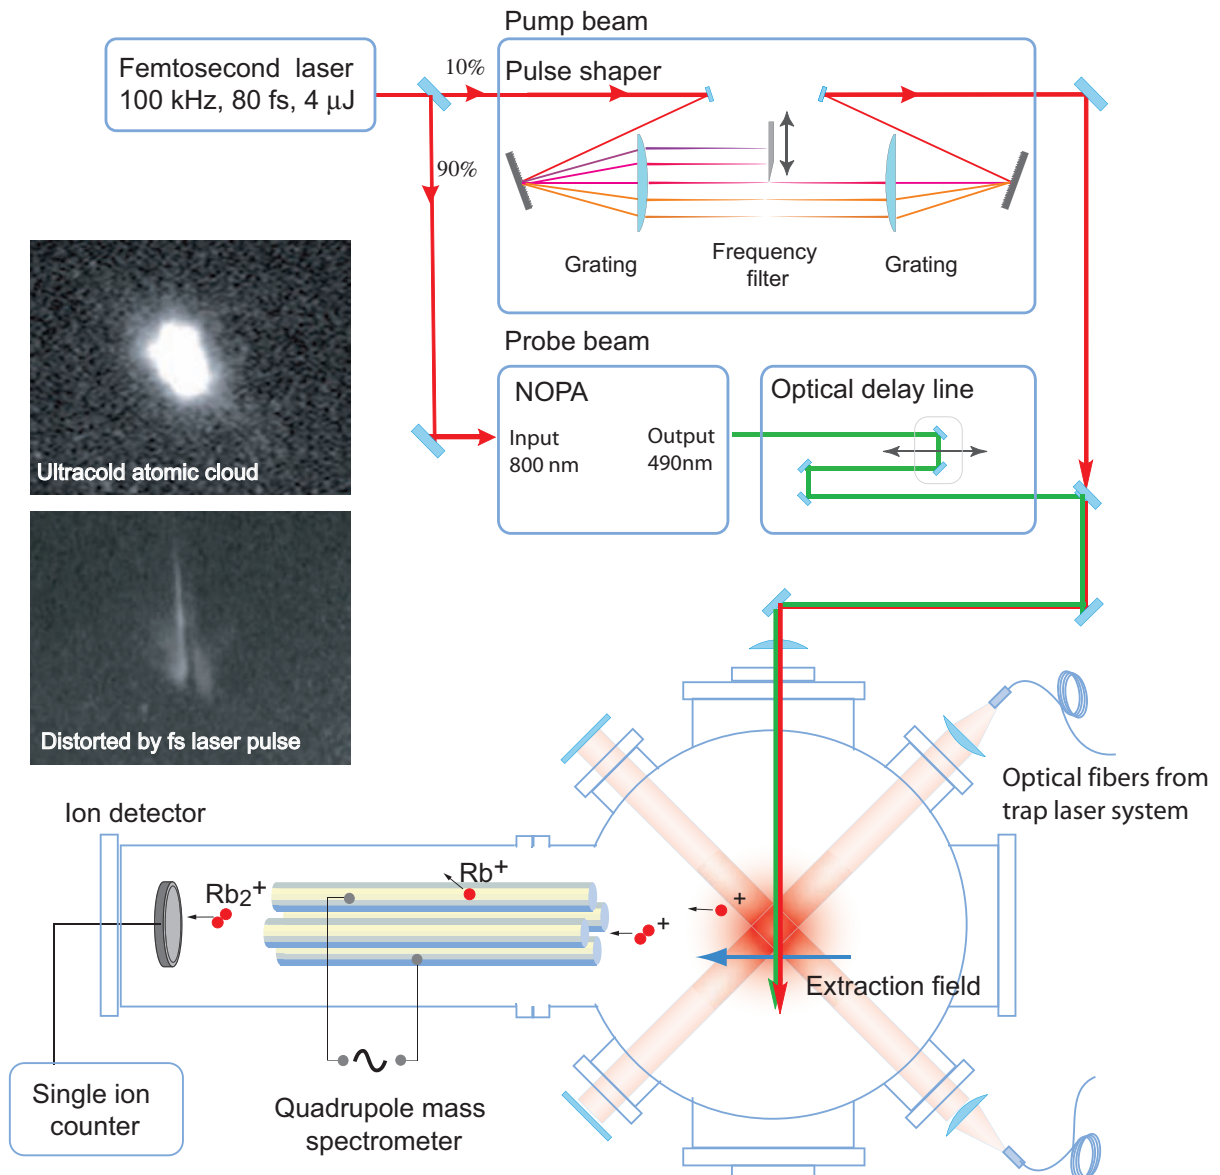 Pump beam
Femtosecond laser
100 kHz, 80 fs, 4 μJ
10%
Pulse shaper
90%
Grating
Frequency
filter
Grating
Probe beam
NOPA
Input
800 nm
Output
490nm
Optical delay line
Ultracold atomic cloud
Distorted by fs laser pulse
Optical fibers from
trap laser system
Ion detector
Rb2+
Rb+
+
+
Extraction field
Single ion
counter
Quadrupole mass
spectrometer